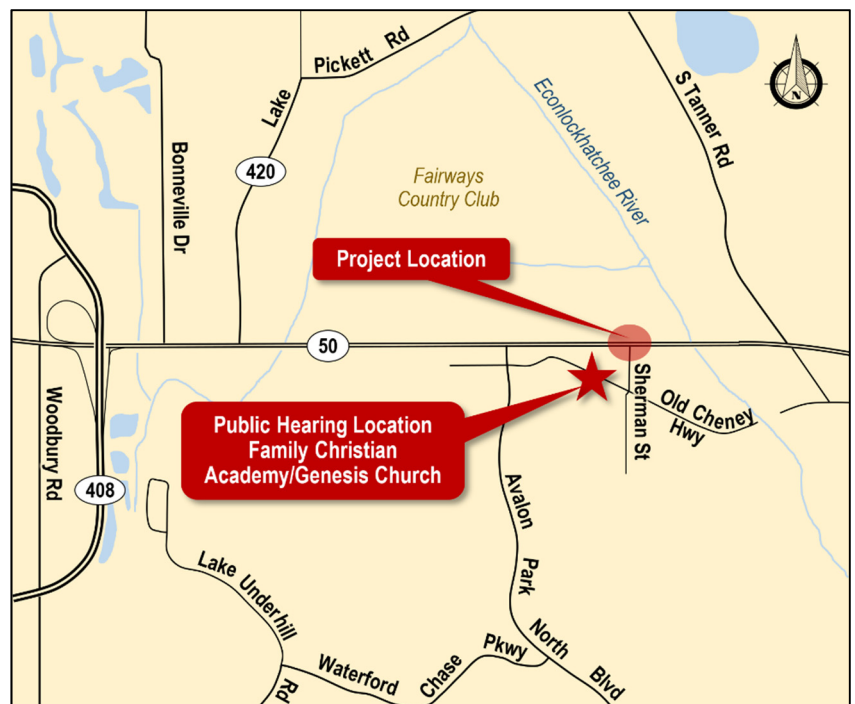 Lake Pickett Rd
S Tanner Rd
N
Bonneville Dr
420
Fairways
Country Club
Econlockhatchee River
Project Location
50
Woodbury Rd
Sherman St
Old Cheney
Hwy
Public Hearing Location
Family Christian
Academy/Genesis Church
408
Avalon Park North Blvd
Lake Underhill Rd
Waterford Chase Pkwy